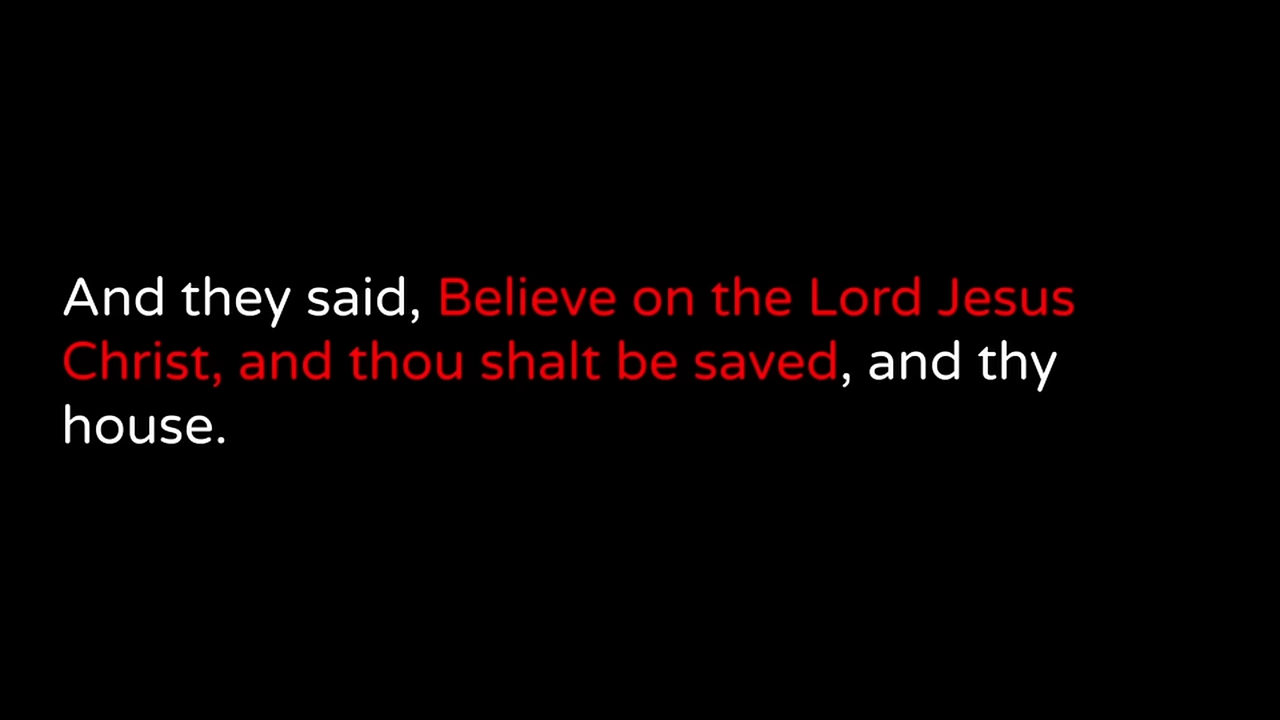 And they said, Believe on the Lord Jesus
Christ, and thou shalt be saved, and thy
house.